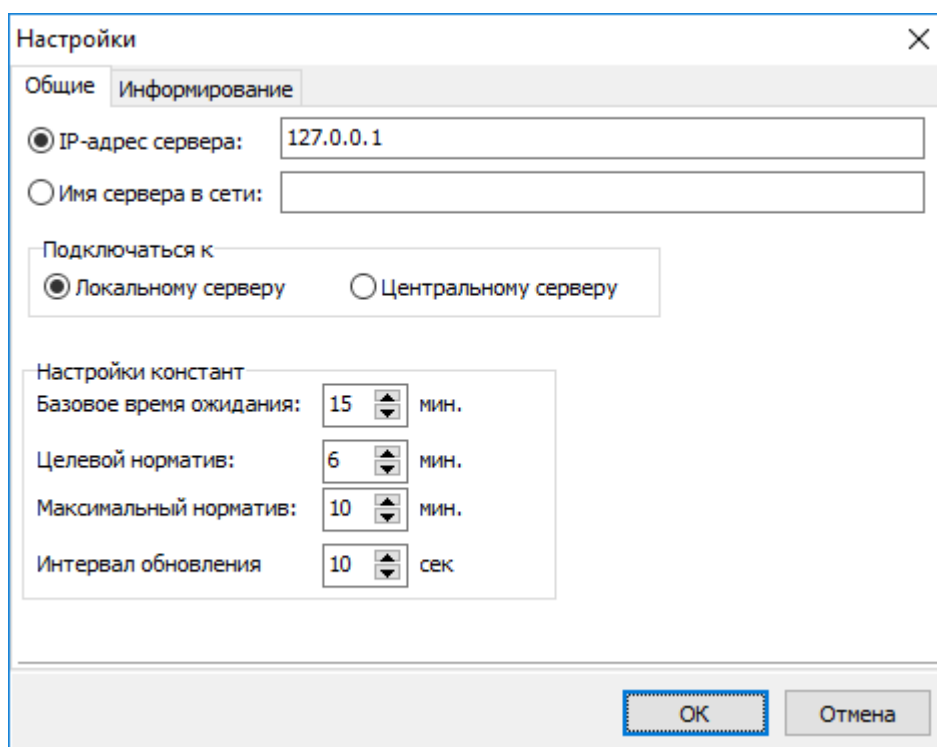 Настройки
Общие Информирование
IP-адрес сервера: 127.0.0.1
Имя сервера в сети:
Подключаться к
Локальному серверу Центральному серверу
Настройки констант
Базовое время ожидания: 15 мин.
Целевой норматив: 6 мин.
Максимальный норматив: 10 мин.
Интервал обновления 10 сек
ОК Отмена